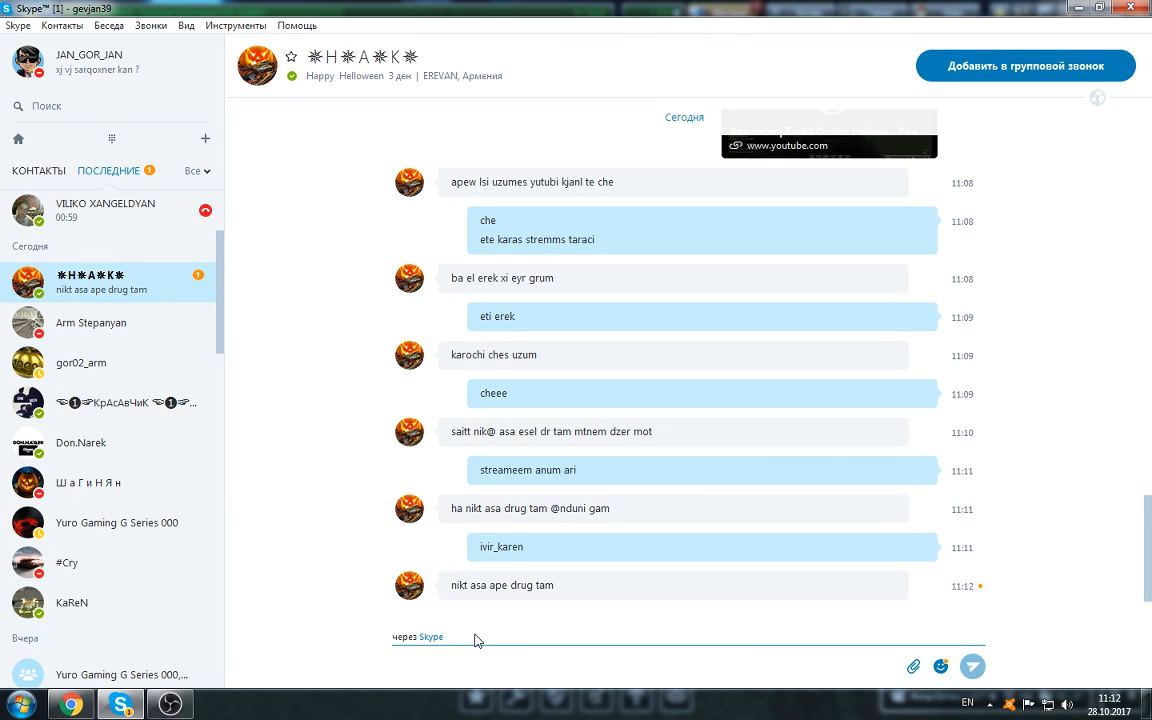 Skype™ [1] - gevjan39
Skype Контакты Беседа Звонки Вид Инструменты Помощь
JAN_GOR_JAN
xj vj sarqoxner kan ?
Поиск
КОНТАКТЫ ПОСЛЕДНИЕ 1 Все
VILIKO XANGELDYAN
00:59
Сегодня
✵H✵A✵K✵ 1
nikt asa ape drug tam
Arm Stepanyan
gor02_arm
☜❶☞КрАсАвЧиК ☜❶☞...
Don.Narek
Ш а Г и Н Я н
Yuro Gaming G Series 000
#Cry
KaReN
Вчера
Yuro Gaming G Series 000,...
✵H✵A✵K✵
Happy Helloween 3 ден | EREVAN, Армения
Добавить в групповой звонок
Сегодня
www.youtube.com
apew lsi uzumes yutubi kjanl te che 11:08
che 11:08
ete karas stremms taraci
ba el erek xi eyr grum 11:08
eti erek 11:09
karochi ches uzum 11:09
cheee 11:09
saitt nik@ asa esel dr tam mtnem dzer mot 11:10
streameem anum ari 11:11
ha nikt asa drug tam @nduni gam 11:11
ivir_karen 11:11
nikt asa ape drug tam 11:12
через Skype
EN
11:12
28.10.2017